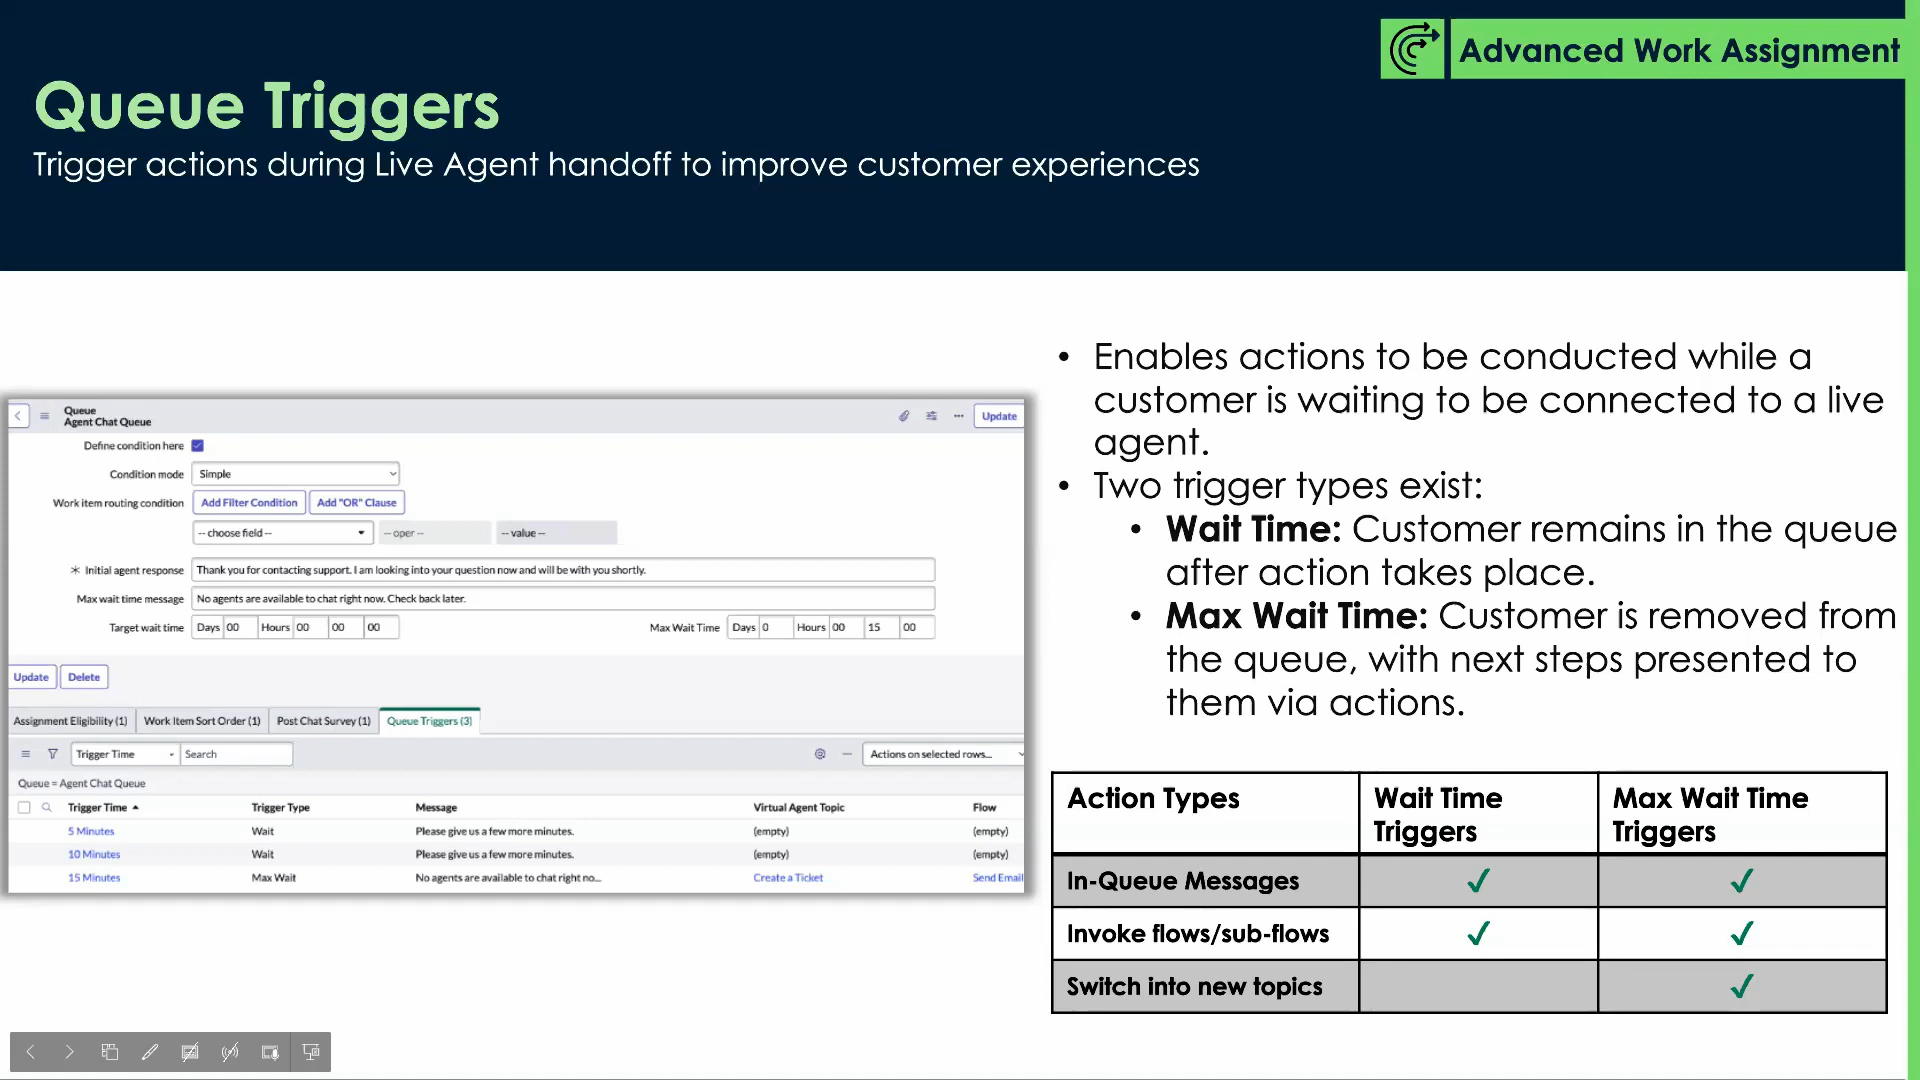 Advanced Work Assignment
Queue Triggers
Trigger actions during Live Agent handoff to improve customer experiences
Queue
Agent Chat Queue
Update
Define condition here
Condition mode Simple
Work item routing condition Add Filter Condition Add "OR" Clause
-- choose field -- -- oper -- -- value --
Initial agent response Thank you for contacting support. I am looking into your question now and will be with you shortly.
Max wait time message No agents are available to chat right now. Check back later.
Target wait time Days 00 Hours 00 00 00 Max Wait Time Days 0 Hours 00 15 00
Update Delete
Assignment Eligibility (1) Work Item Sort Order (1) Post Chat Survey (1) Queue Triggers (3)
Trigger Time Search Actions on selected rows...
Queue = Agent Chat Queue
Trigger Time Trigger Type Message Virtual Agent Topic Flow
5 Minutes Wait Please give us a few more minutes. (empty) (empty)
10 Minutes Wait Please give us a few more minutes. (empty) (empty)
15 Minutes Max Wait No agents are available to chat right no... Create a Ticket Send Email
• Enables actions to be conducted while a
customer is waiting to be connected to a live
agent.
• Two trigger types exist:
• Wait Time: Customer remains in the queue
after action takes place.
• Max Wait Time: Customer is removed from
the queue, with next steps presented to
them via actions.
Action Types Wait Time Max Wait Time
Triggers Triggers
In-Queue Messages ✓ ✓
Invoke flows/sub-flows ✓ ✓
Switch into new topics ✓